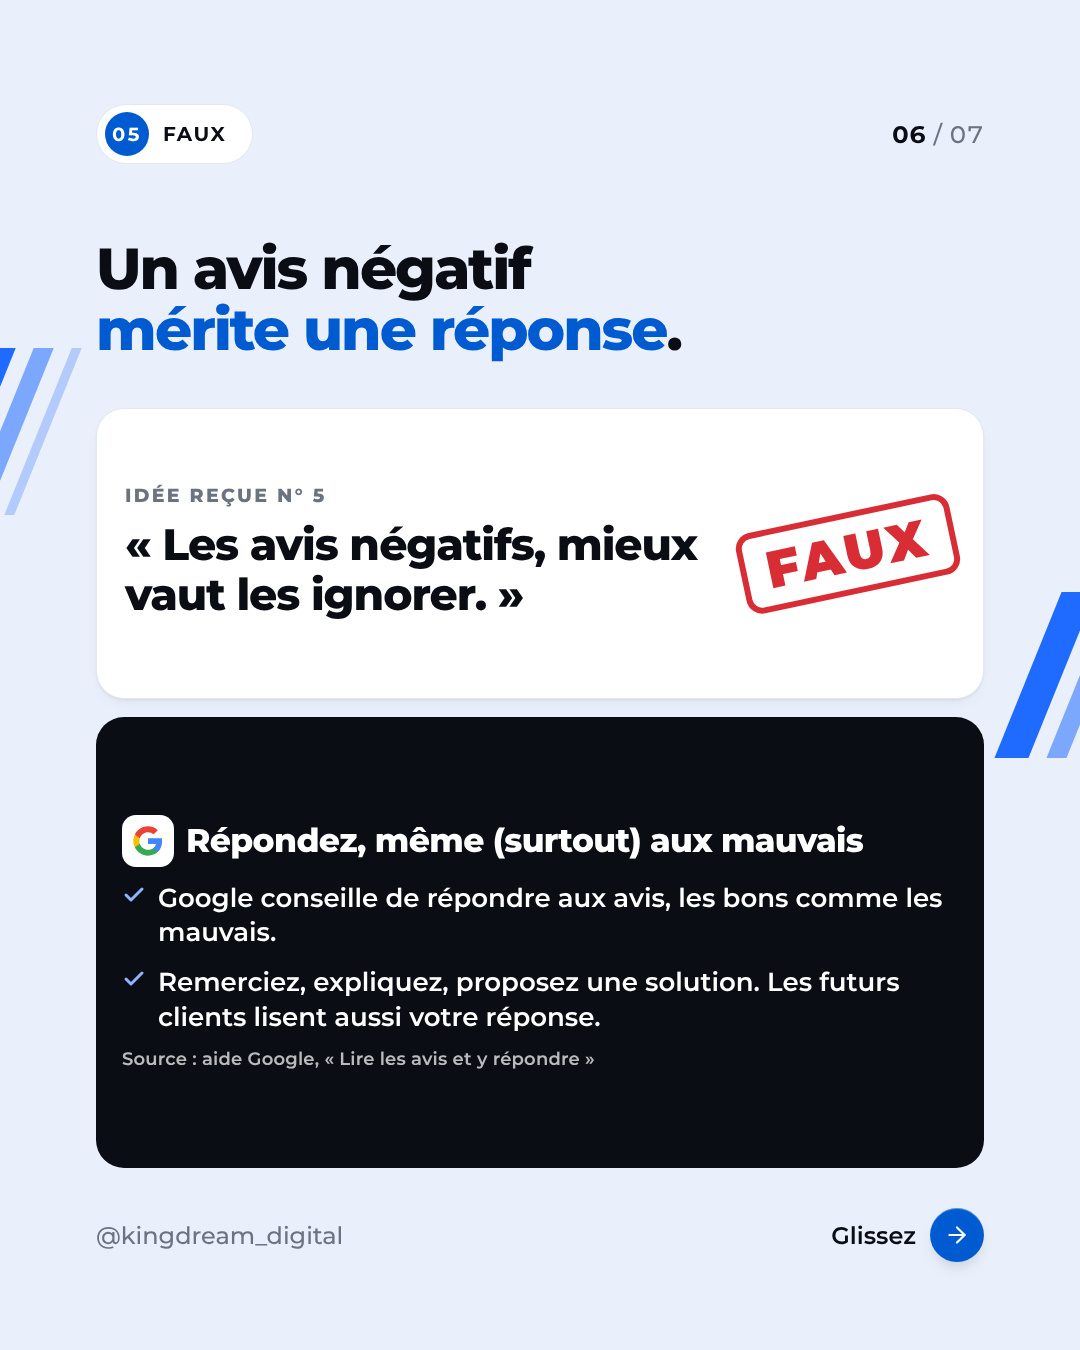 05 FAUX
06 / 07
Un avis négatif
mérite une réponse.
IDÉE REÇUE N° 5
« Les avis négatifs, mieux
vaut les ignorer. »
FAUX
Répondez, même (surtout) aux mauvais
Google conseille de répondre aux avis, les bons comme les
mauvais.
Remerciez, expliquez, proposez une solution. Les futurs
clients lisent aussi votre réponse.
Source : aide Google, « Lire les avis et y répondre »
@kingdream_digital
Glissez